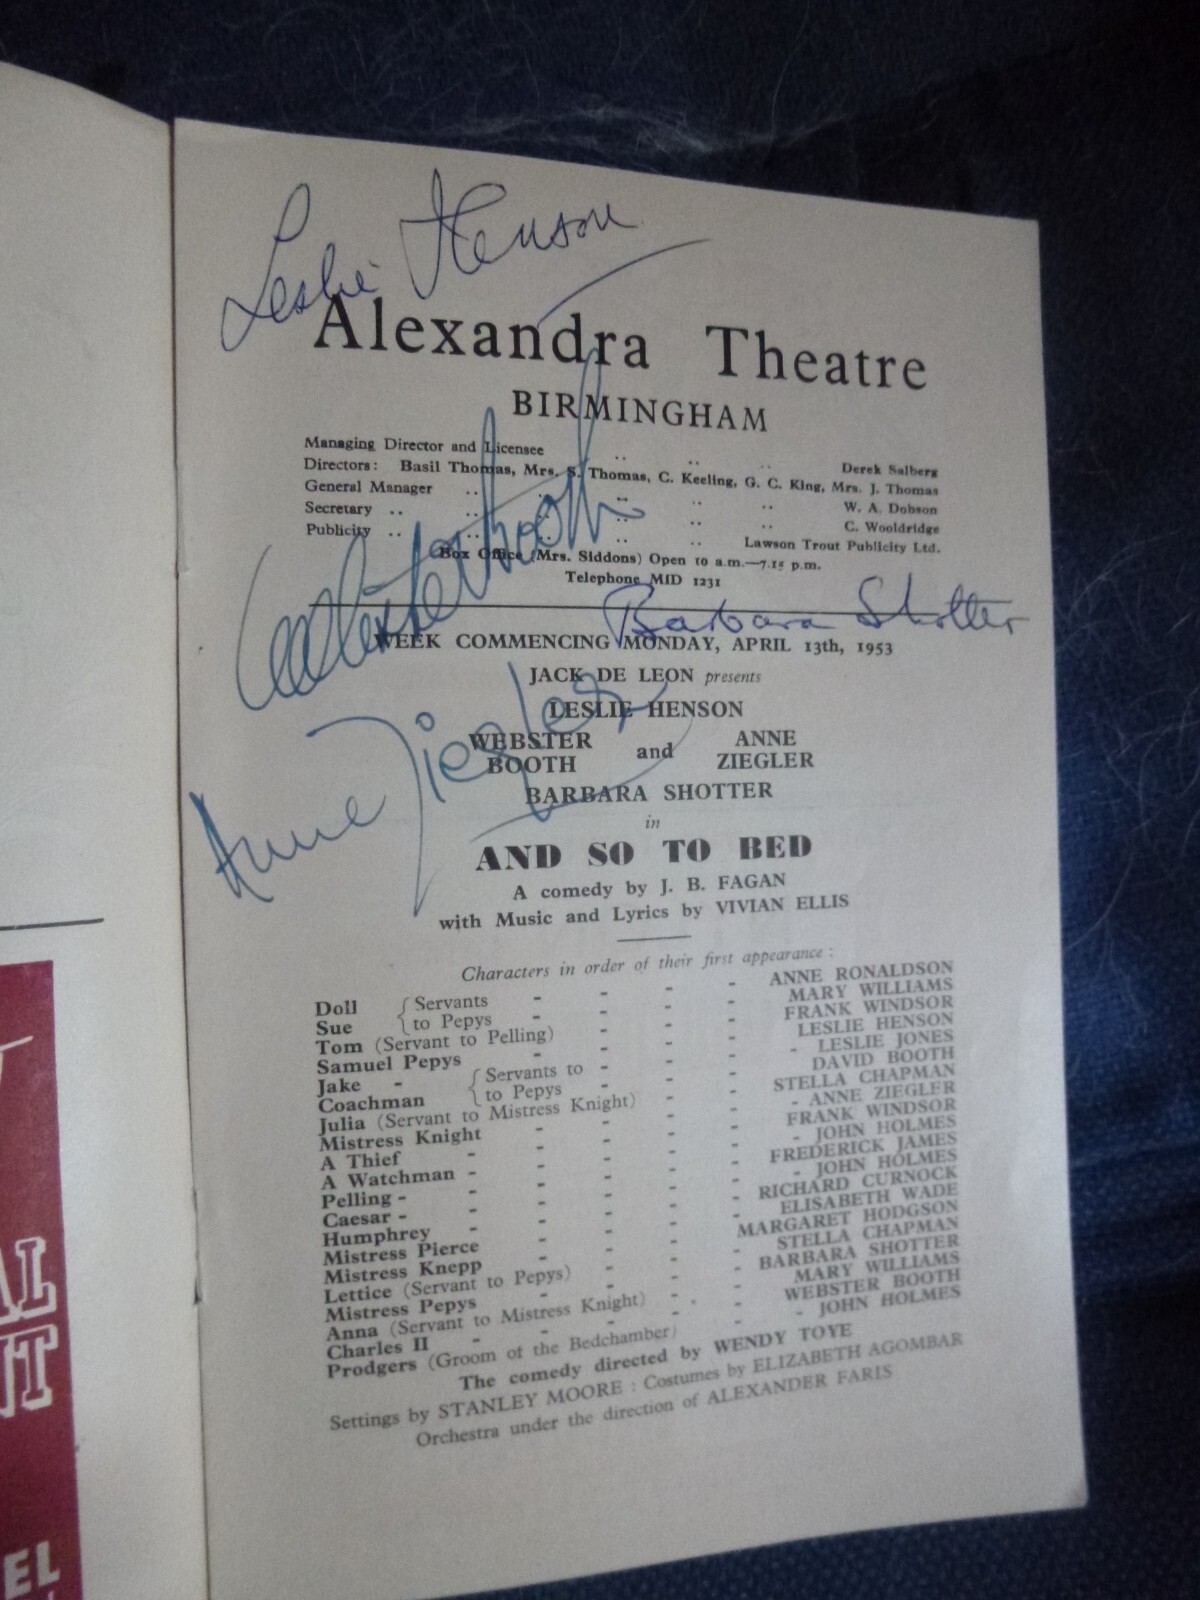 Leslie Henson
Alexandra Theatre
BIRMINGHAM
Managing Director and Licensee .. .. .. Derek Salberg
Directors: Basil Thomas, Mrs. S. Thomas, C. Keeling, G. C. King, Mrs. J. Thomas
General Manager .. .. .. .. .. W. A. Dobson
Secretary .. .. .. .. .. .. C. Wooldridge
Publicity .. .. .. .. .. Lawson Trout Publicity Ltd.
Box Office (Mrs. Siddons) Open 10 a.m.—7.15 p.m.
Telephone MID 1231
Webster Booth
Barbara Shotter
WEEK COMMENCING MONDAY, APRIL 13th, 1953
JACK DE LEON presents
LESLIE HENSON
WEBSTER BOOTH and ANNE ZIEGLER
Anne Ziegler
BARBARA SHOTTER
in
AND SO TO BED
A comedy by J. B. FAGAN
with Music and Lyrics by VIVIAN ELLIS
Characters in order of their first appearance :
Doll { Servants - - - - ANNE RONALDSON
Sue { to Pepys - - - - MARY WILLIAMS
Tom (Servant to Pelling) - - - FRANK WINDSOR
Samuel Pepys - - - - LESLIE HENSON
Jake - { Servants to - - - - LESLIE JONES
Coachman { to Pepys - - - DAVID BOOTH
Julia (Servant to Mistress Knight) - - - STELLA CHAPMAN
Mistress Knight - - - - ANNE ZIEGLER
A Thief - - - - - FRANK WINDSOR
A Watchman - - - - - JOHN HOLMES
Pelling - - - - - FREDERICK JAMES
Caesar - - - - - - JOHN HOLMES
Humphrey - - - - - RICHARD CURNOCK
Mistress Pierce - - - - ELISABETH WADE
Mistress Knepp - - - - MARGARET HODGSON
Lettice (Servant to Pepys) - - - STELLA CHAPMAN
Mistress Pepys - - - - BARBARA SHOTTER
Anna (Servant to Mistress Knight) - - - MARY WILLIAMS
Charles II - - - - - WEBSTER BOOTH
Prodgers (Groom of the Bedchamber) - - JOHN HOLMES
The comedy directed by WENDY TOYE
Settings by STANLEY MOORE : Costumes by ELIZABETH AGOMBAR
Orchestra under the direction of ALEXANDER FARIS